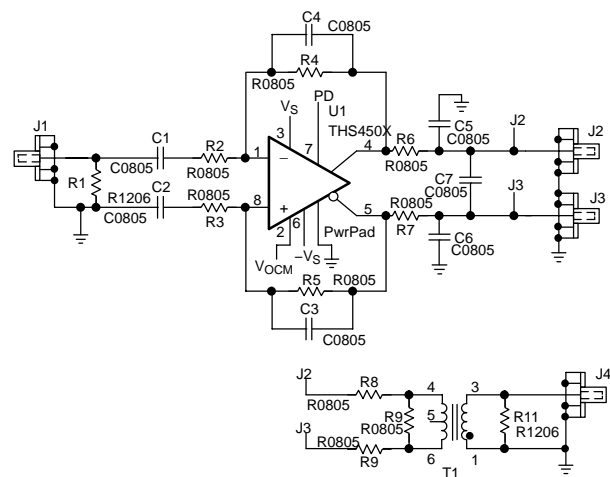 C4
C0805
R4
R0805
PD
VS
U1
THS450X
J1
C1
R2
3
7
4
R6
C5
C0805
J2
J2
C0805
R0805
1
−
R0805
R1
R1206
C2
R0805
8
+
C7
C0805
J3
J3
C0805
R3
5
R0805
R7
2
6
PwrPad
C6
C0805
VOCM
−VS
R5
R0805
C3
C0805
J2
R8
4
3
J4
R0805
R9
R0805
5
R11
R1206
J3
R0805
R9
6
1
T1